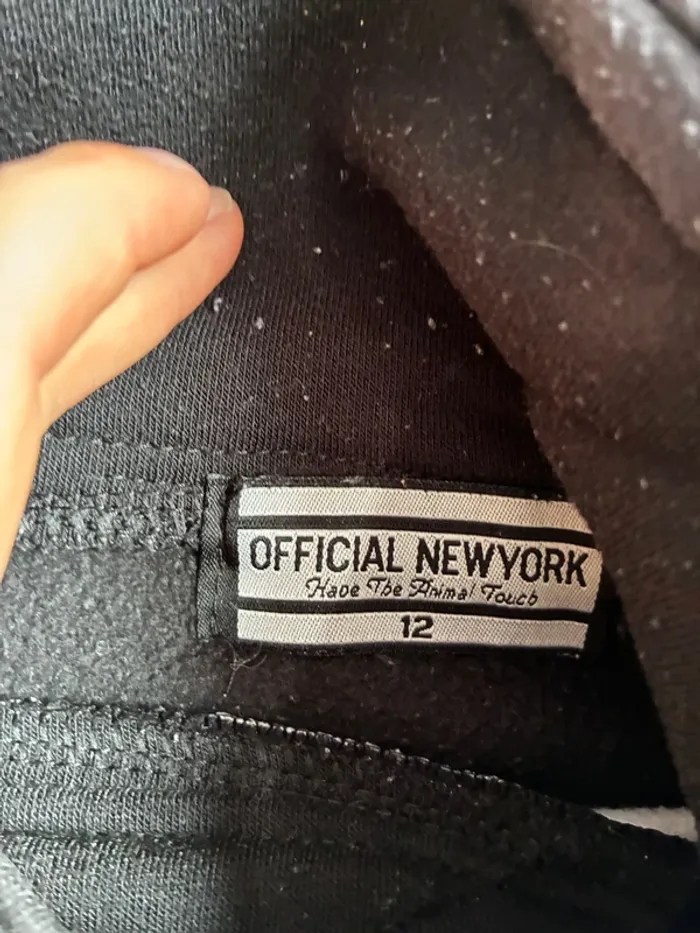 OFFICIAL NEWYORK
Have The Animal Touch
12